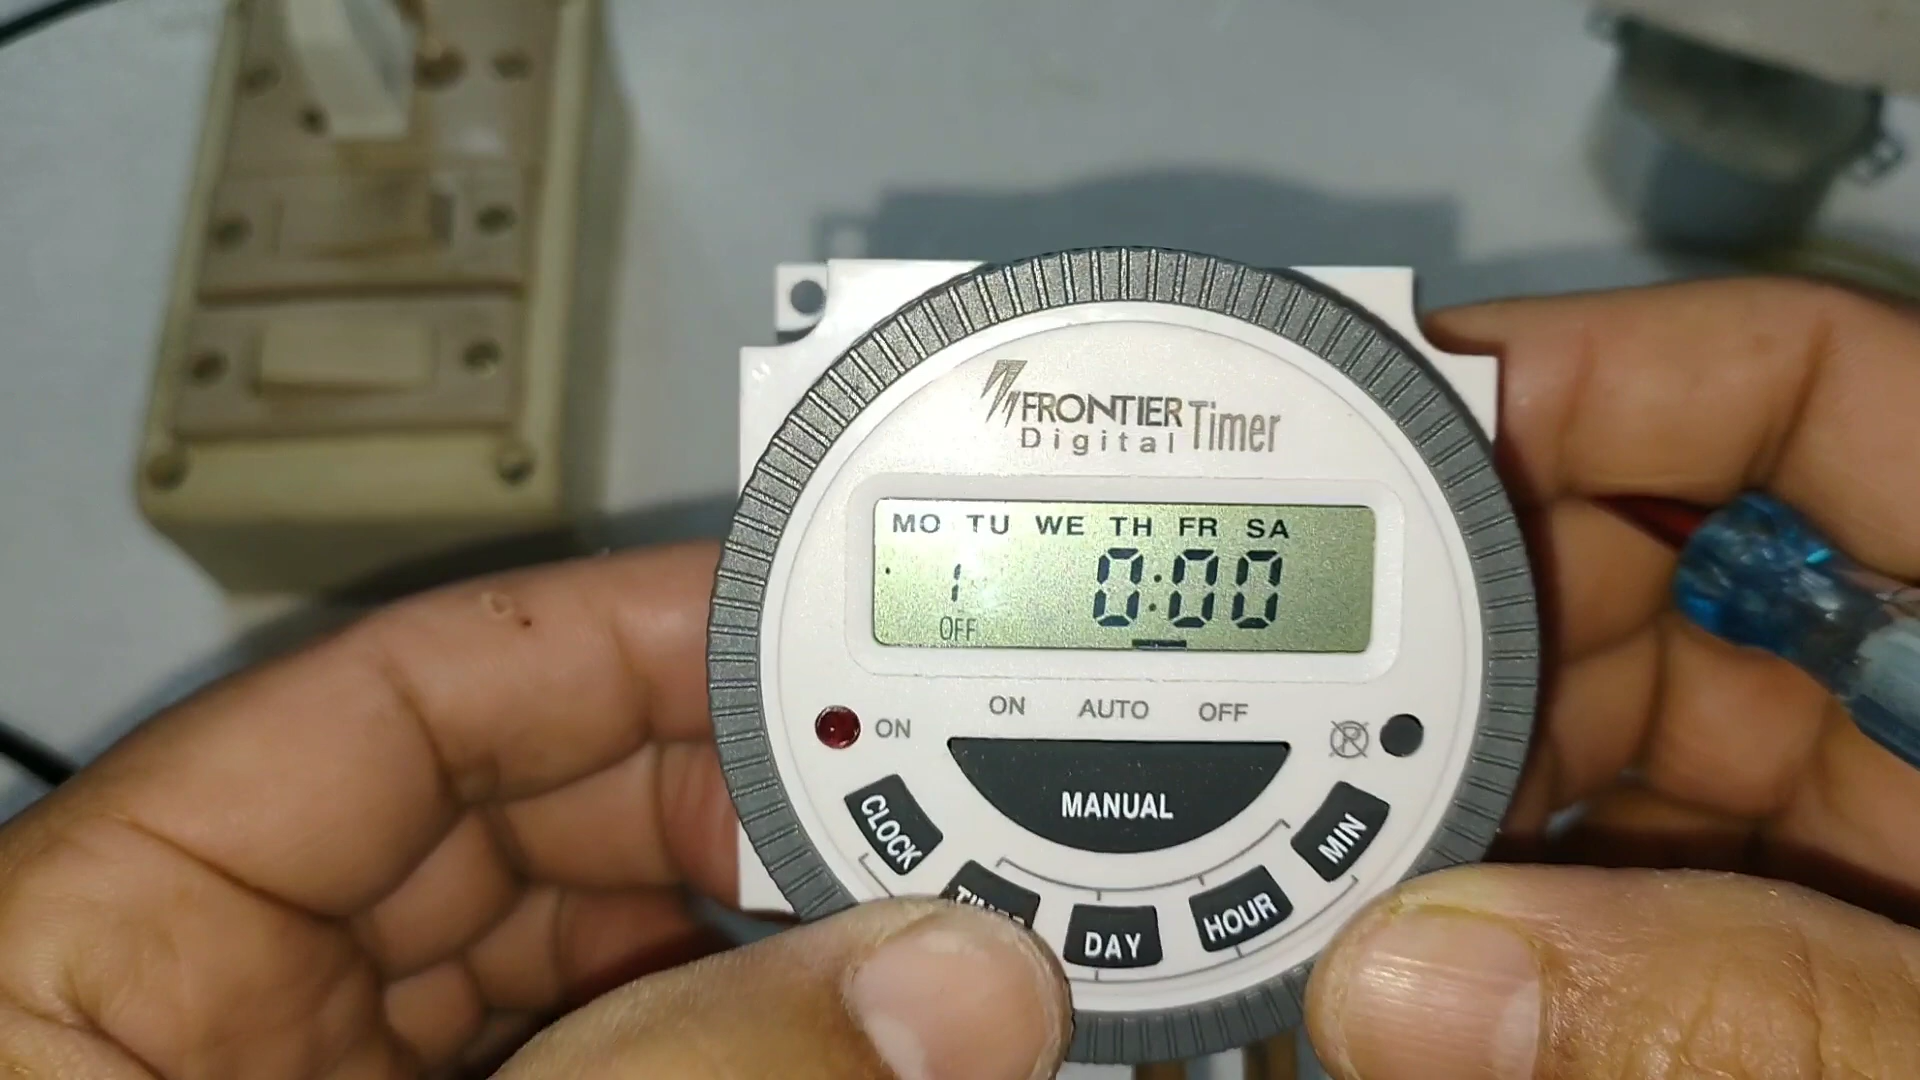 FRONTIER Timer
Digital
MO TU WE TH FR SA
1 0:00
OFF
ON AUTO OFF
ON
MANUAL
CLOCK
DAY
HOUR
MIN